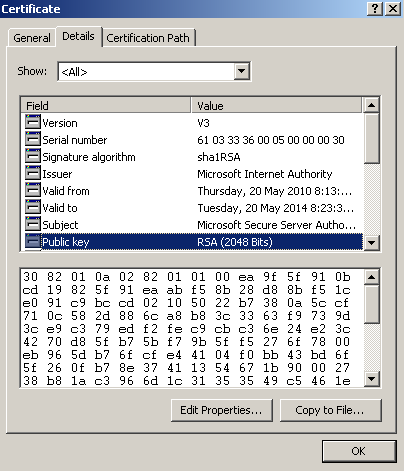 Certificate
General Details Certification Path
Show: <All>
Field Value
Version V3
Serial number 61 03 33 36 00 05 00 00 00 30
Signature algorithm sha1RSA
Issuer Microsoft Internet Authority
Valid from Thursday, 20 May 2010 8:13:...
Valid to Tuesday, 20 May 2014 8:23:3...
Subject Microsoft Secure Server Autho...
Public key RSA (2048 Bits)
30 82 01 0a 02 82 01 01 00 ea 9f 5f 91 0b
cd 19 82 5f 91 ea ab f5 8b 28 d8 8b f5 1c
e0 91 c9 bc cd 02 10 50 22 b7 38 0a 5c cf
71 0c 58 2d 88 6c a8 b8 3c 33 63 f9 73 9d
3c e9 c3 79 ed f2 fe c9 cb c3 6e 24 e2 3c
42 70 d8 5f b7 5b f7 9b 5f f5 27 6f 78 00
eb 96 5d b7 6f cf e4 41 04 f0 bb 43 bd 6f
5f 26 0f b7 8e 37 41 13 54 67 1b 90 00 27
38 b8 1a c3 96 6d 1c 31 35 35 49 c5 46 1e
Edit Properties... Copy to File...
OK